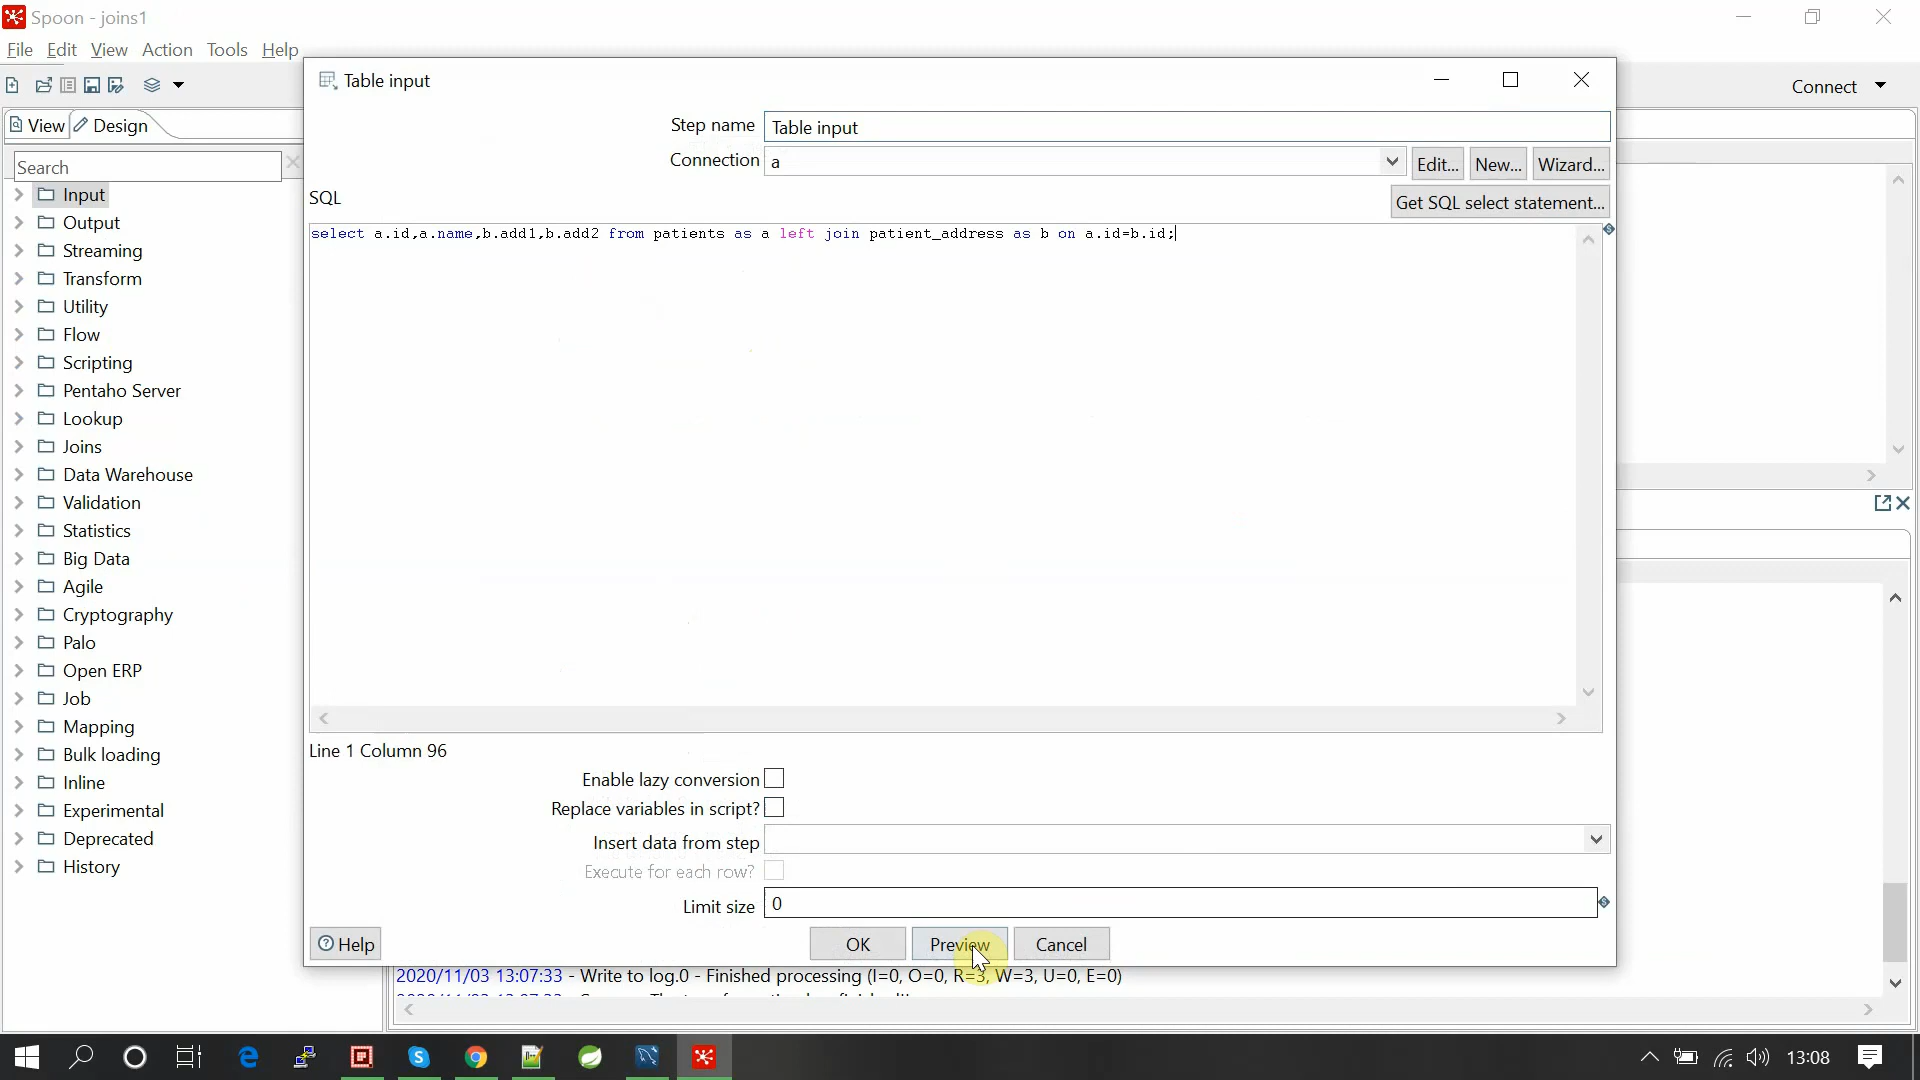 Spoon - joins1
File Edit View Action Tools Help
Connect
View Design
Search
Input
Output
Streaming
Transform
Utility
Flow
Scripting
Pentaho Server
Lookup
Joins
Data Warehouse
Validation
Statistics
Big Data
Agile
Cryptography
Palo
Open ERP
Job
Mapping
Bulk loading
Inline
Experimental
Deprecated
History
Table input
Step name Table input
Connection a Edit... New... Wizard...
SQL Get SQL select statement...
select a.id,a.name,b.add1,b.add2 from patients as a left join patient_address as b on a.id=b.id;
Line 1 Column 96
Enable lazy conversion
Replace variables in script?
Insert data from step
Execute for each row?
Limit size 0
Help OK Preview Cancel
2020/11/03 13:07:33 - Write to log.0 - Finished processing (I=0, O=0, R=3, W=3, U=0, E=0)
13:08